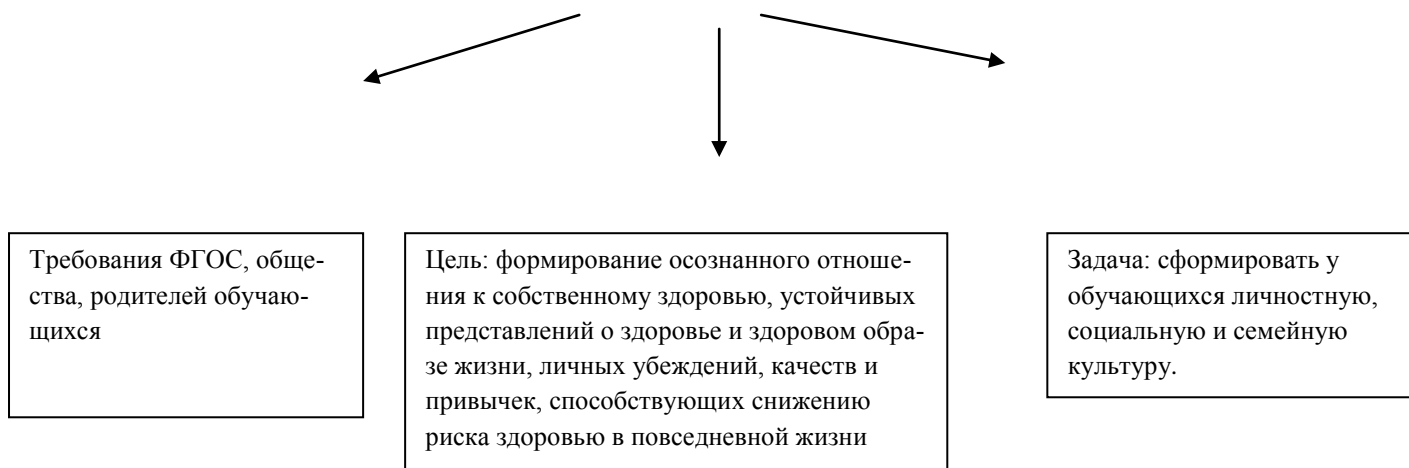 Требования ФГОС, обще-
ства, родителей обучаю-
щихся
Цель: формирование осознанного отноше-
ния к собственному здоровью, устойчивых
представлений о здоровье и здоровом обра-
зе жизни, личных убеждений, качеств и
привычек, способствующих снижению
риска здоровью в повседневной жизни
Задача: сформировать у
обучающихся личностную,
социальную и семейную
культуру.